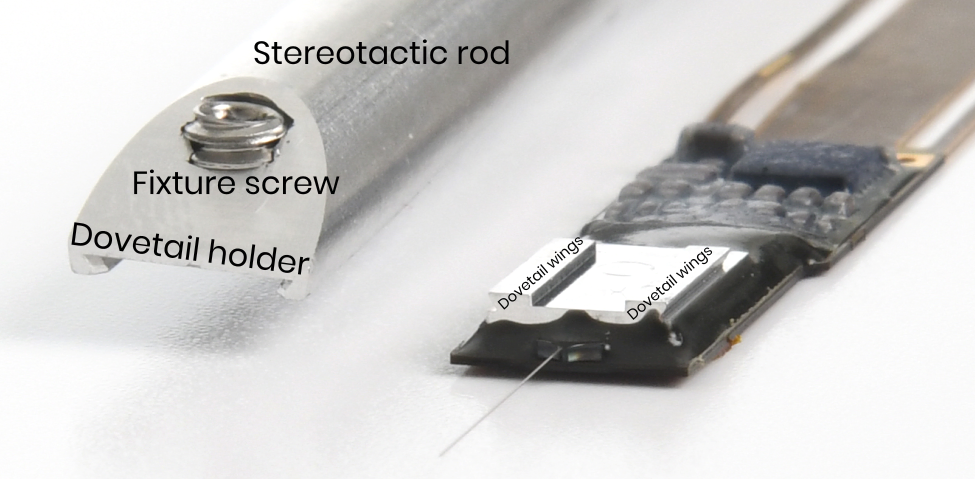 Stereotactic rod
Fixture screw
Dovetail holder
Dovetail wings
Dovetail wings